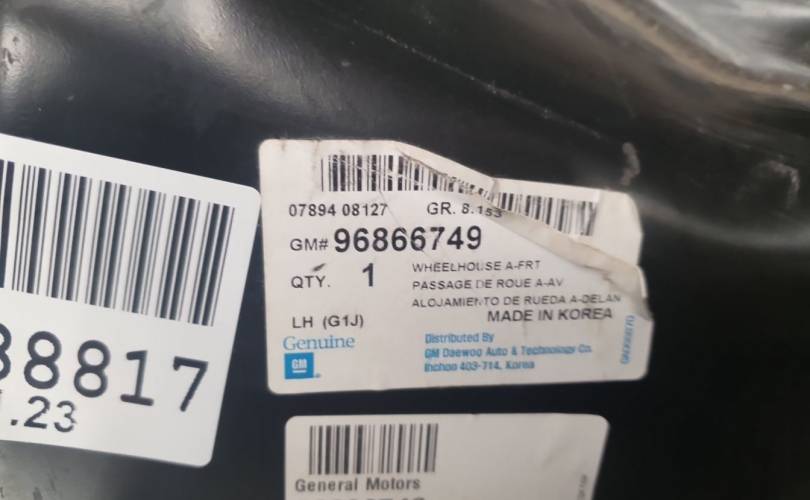 07894 08127 GR. 8.153
GM# 96866749
QTY. 1
WHEELHOUSE A-FRT
PASSAGE DE ROUE A-AV
ALOJAMIENTO DE RUEDA A-DELAN
LH (G1J)
MADE IN KOREA
Genuine
GM
Distributed By
GM Daewoo Auto & Technology Co.
Inchon 403-714, Korea
38817
.23
General Motors